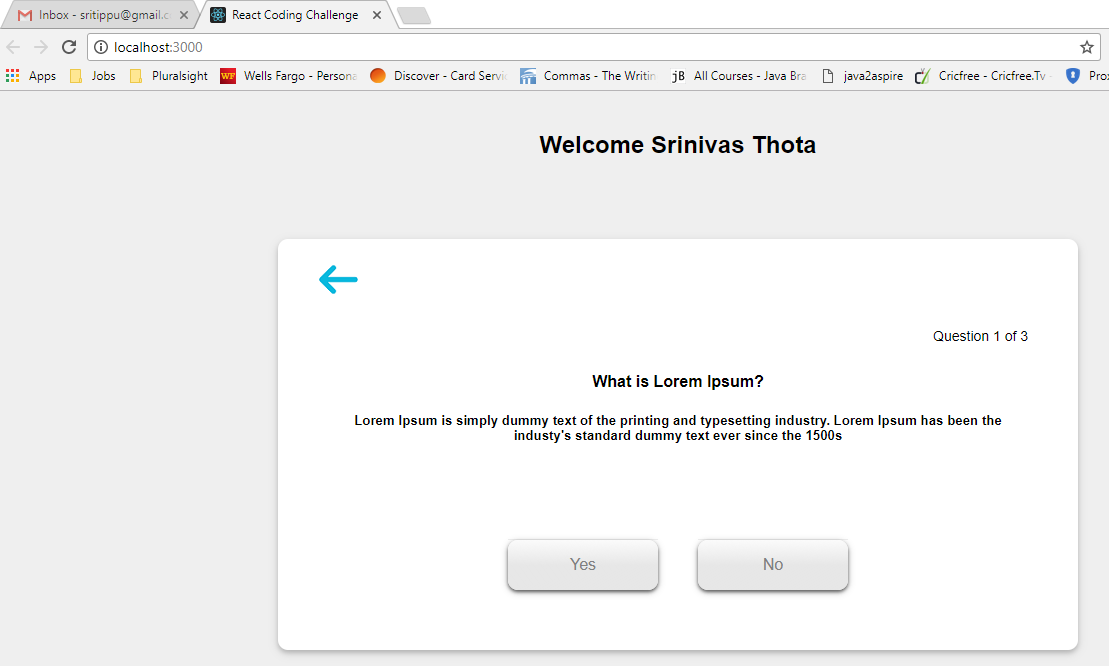 Inbox - sritippu@gmail.c
React Coding Challenge
localhost:3000
Apps Jobs Pluralsight WF Wells Fargo - Persona Discover - Card Servic Commas - The Writin jB All Courses - Java Bra java2aspire Cricfree - Cricfree.Tv - Prox
Welcome Srinivas Thota
Question 1 of 3
What is Lorem Ipsum?
Lorem Ipsum is simply dummy text of the printing and typesetting industry. Lorem Ipsum has been the
industy's standard dummy text ever since the 1500s
Yes No